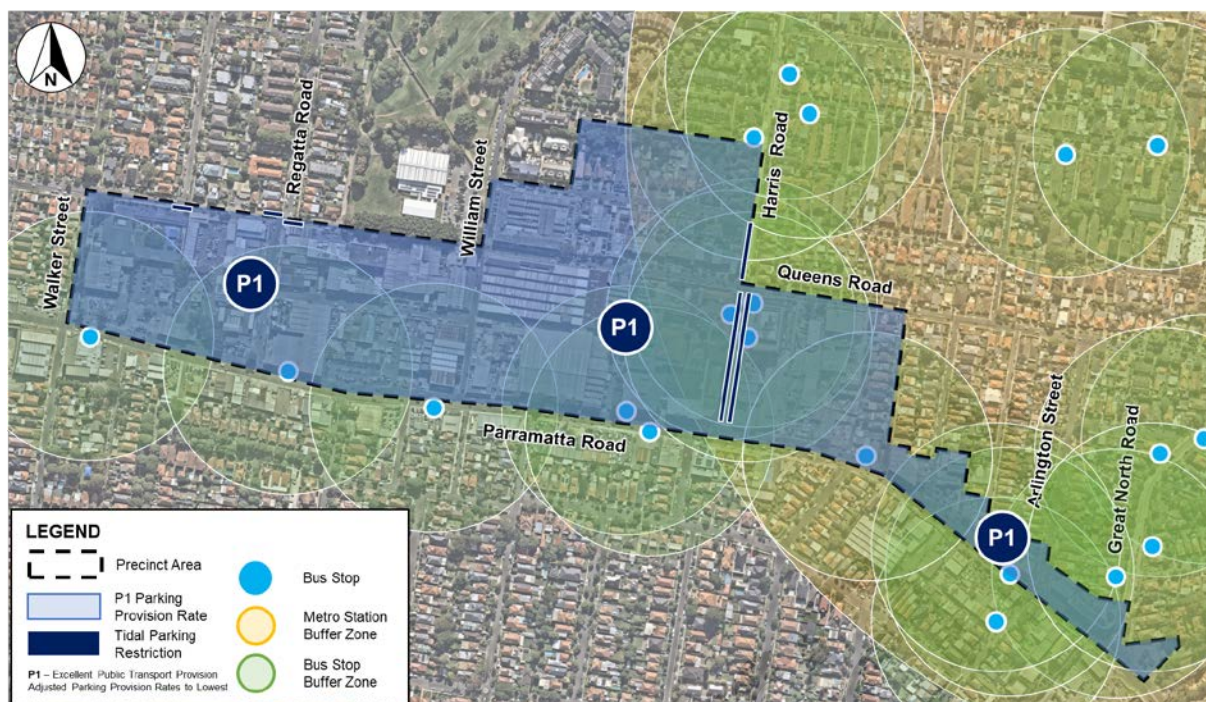 N
Regatta Road
William Street
Harris Road
Walker Street
P1
Queens Road
P1
Parramatta Road
Arlington Street
Great North Road
P1
LEGEND
Precinct Area
P1 Parking
Provision Rate
Tidal Parking
Restriction
P1 – Excellent Public Transport Provision
Adjusted Parking Provision Rates to Lowest
Bus Stop
Metro Station
Buffer Zone
Bus Stop
Buffer Zone